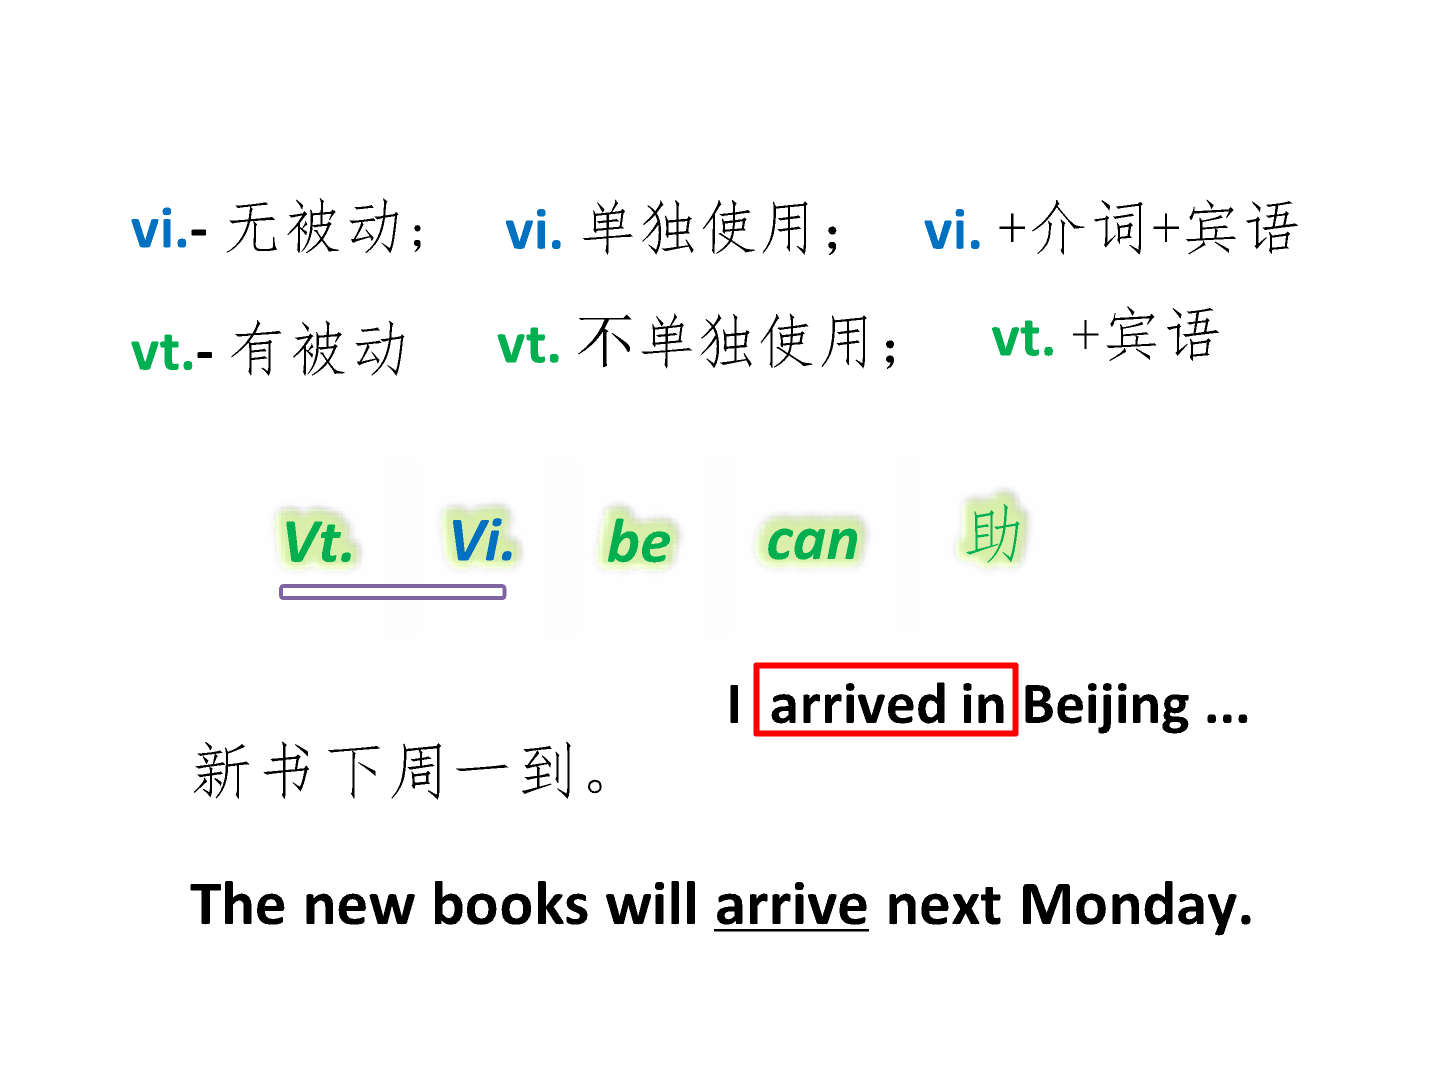 vi.- 无被动； vi. 单独使用； vi. +介词+宾语
vt.- 有被动 vt. 不单独使用； vt. +宾语
Vt. Vi. be can 助
I arrived in Beijing ...
新书下周一到。
The new books will arrive next Monday.